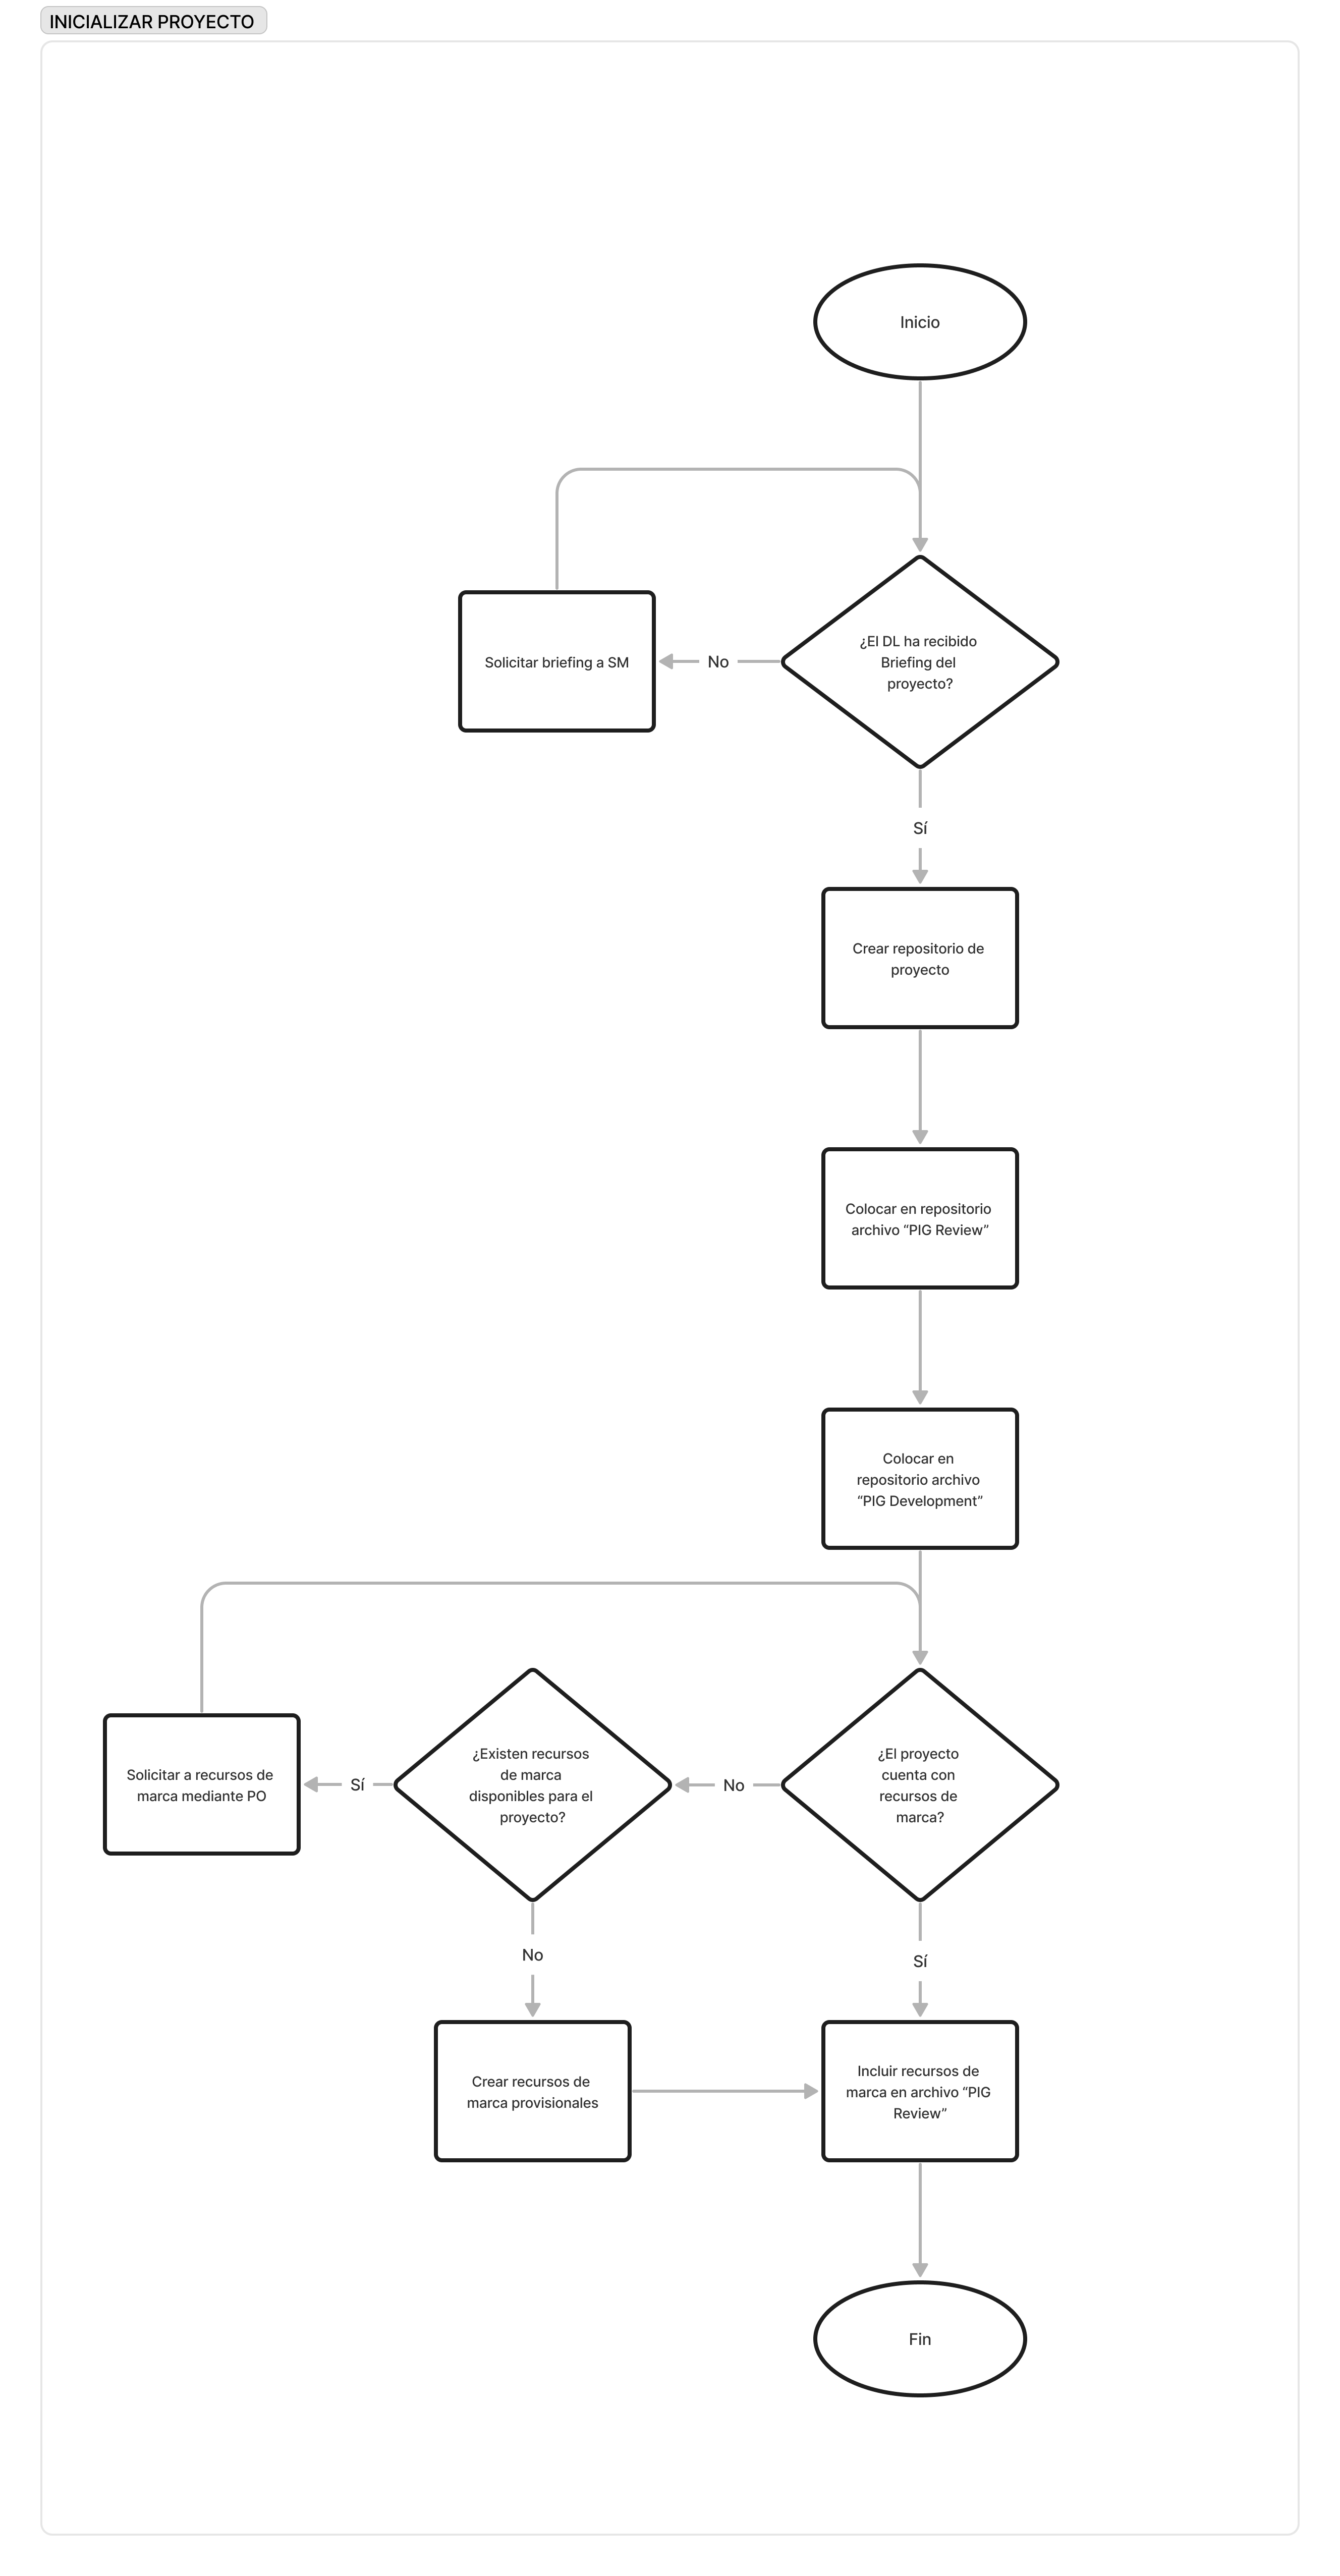 INICIALIZAR PROYECTO
Inicio
¿El DL ha recibido
Briefing del
proyecto?
No
Solicitar briefing a SM
Sí
Crear repositorio de
proyecto
Colocar en repositorio
archivo “PIG Review”
Colocar en
repositorio archivo
“PIG Development”
¿El proyecto
cuenta con
recursos de
marca?
No
¿Existen recursos
de marca
disponibles para el
proyecto?
Sí
Solicitar a recursos de
marca mediante PO
No
Sí
Crear recursos de
marca provisionales
Incluir recursos de
marca en archivo “PIG
Review”
Fin